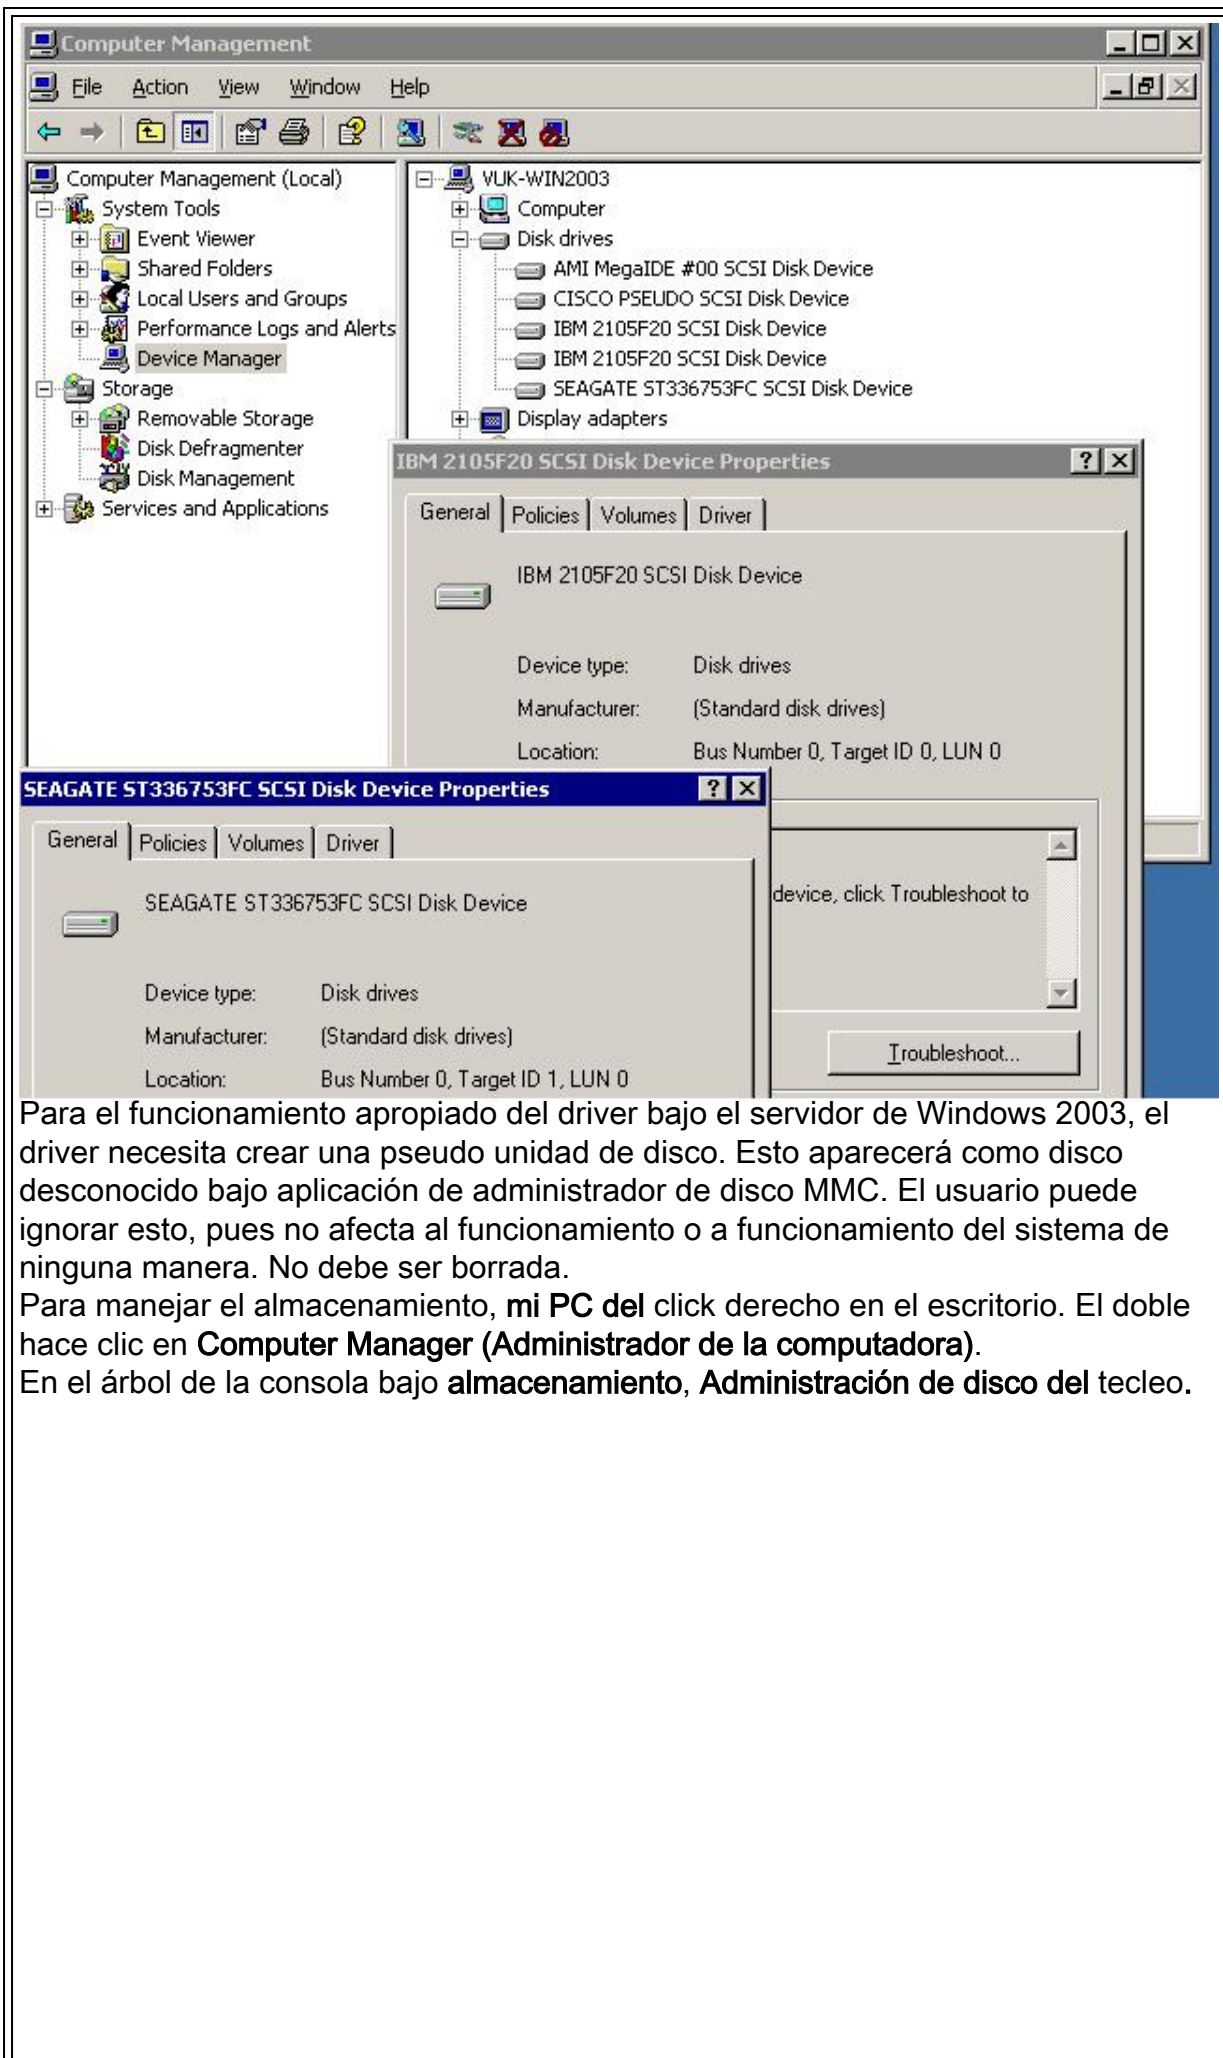 Computer Management
File Action View Window Help
Computer Management (Local)
System Tools
Event Viewer
Shared Folders
Local Users and Groups
Performance Logs and Alerts
Device Manager
Storage
Removable Storage
Disk Defragmenter
Disk Management
Services and Applications
VUK-WIN2003
Computer
Disk drives
AMI MegaIDE #00 SCSI Disk Device
CISCO PSEUDO SCSI Disk Device
IBM 2105F20 SCSI Disk Device
IBM 2105F20 SCSI Disk Device
SEAGATE ST336753FC SCSI Disk Device
Display adapters
IBM 2105F20 SCSI Disk Device Properties
General Policies Volumes Driver
IBM 2105F20 SCSI Disk Device
Device type: Disk drives
Manufacturer: (Standard disk drives)
Location: Bus Number 0, Target ID 0, LUN 0
device, click Troubleshoot to
Troubleshoot...
SEAGATE ST336753FC SCSI Disk Device Properties
General Policies Volumes Driver
SEAGATE ST336753FC SCSI Disk Device
Device type: Disk drives
Manufacturer: (Standard disk drives)
Location: Bus Number 0, Target ID 1, LUN 0
Para el funcionamiento apropiado del driver bajo el servidor de Windows 2003, el
driver necesita crear una pseudo unidad de disco. Esto aparecerá como disco
desconocido bajo aplicación de administrador de disco MMC. El usuario puede
ignorar esto, pues no afecta al funcionamiento o a funcionamiento del sistema de
ninguna manera. No debe ser borrada.
Para manejar el almacenamiento, mi PC del click derecho en el escritorio. El doble
hace clic en Computer Manager (Administrador de la computadora).
En el árbol de la consola bajo almacenamiento, Administración de disco del tecleo.